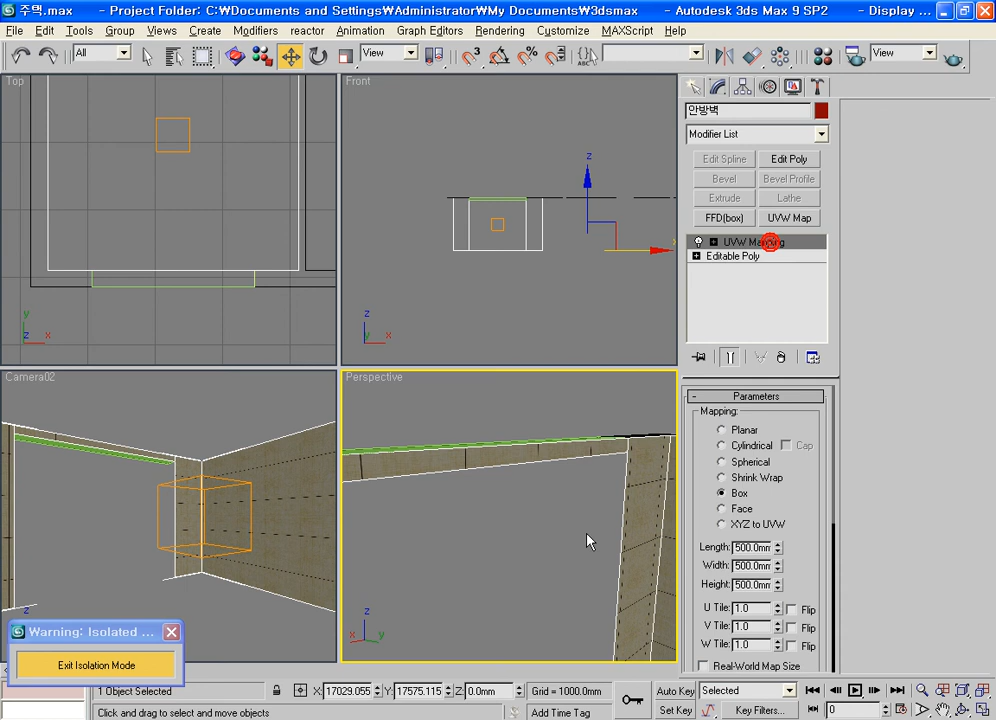 주택.max - Project Folder: C:₩Documents and Settings₩Administrator₩My Documents₩3dsmax - Autodesk 3ds Max 9 SP2 - Display ...
File Edit Tools Group Views Create Modifiers reactor Animation Graph Editors Rendering Customize MAXScript Help
All View 3 % ABC View
Top Front
안방벽
Modifier List
Edit Spline Edit Poly
Bevel Bevel Profile
Extrude Lathe
FFD(box) UVW Map
UVW Mapping
Editable Poly
z
x
y
z x
z
x
Camera02 Perspective
- Parameters
Mapping:
Planar
Cylindrical Cap
Spherical
Shrink Wrap
Box
Face
XYZ to UVW
Length: 500.0mm
Width: 500.0mm
Height: 500.0mm
U Tile: 1.0 Flip
V Tile: 1.0 Flip
W Tile: 1.0 Flip
Real-World Map Size
z
x y
z
Warning: Isolated ...
Exit Isolation Mode
1 Object Selected X: 17029.055 Y: 17575.115 Z: 0.0mm Grid = 1000.0mm Auto Key Selected
Click and drag to select and move objects Add Time Tag Set Key Key Filters... 0